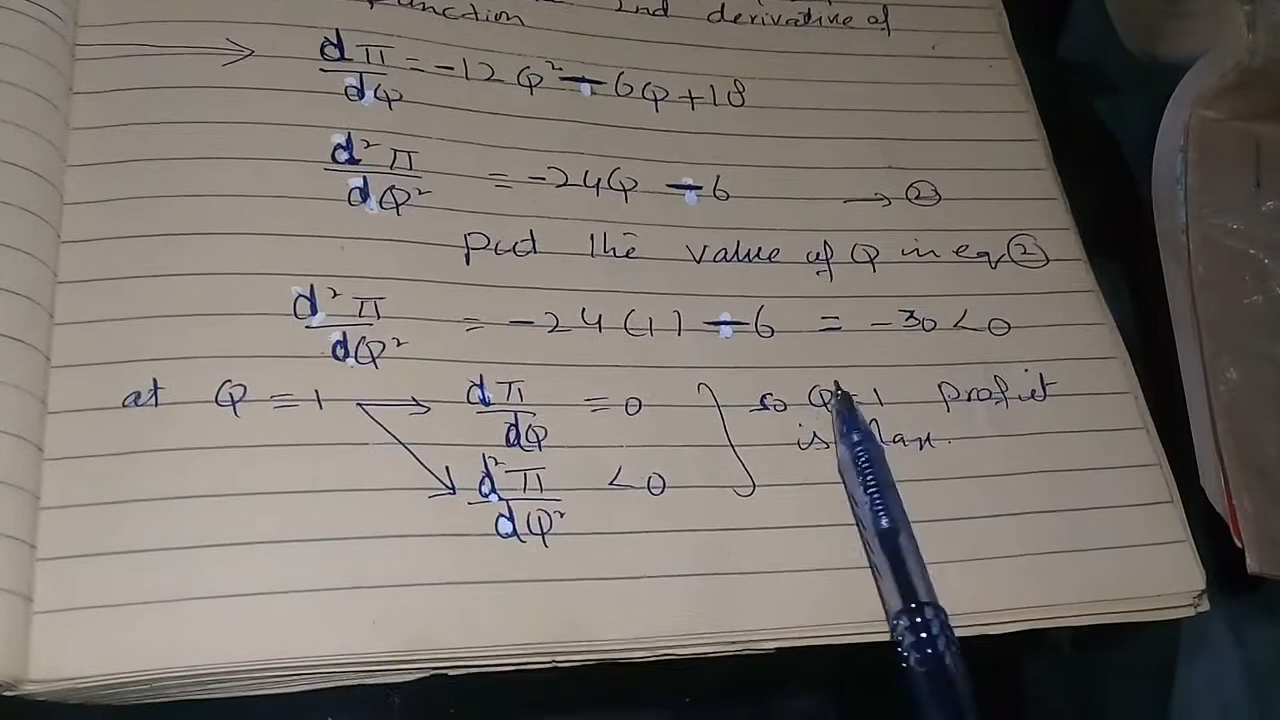 function 2nd derivative of
dπ/dQ = -12Q² - 6Q + 18
d²π/dQ² = -24Q - 6 → ②
Put the value of Q in eq ②
d²π/dQ² = -24(1) - 6 = -30 < 0
at Q = 1 → dπ/dQ = 0 } so Q = 1 profict
is Max.
d²π/dQ² < 0